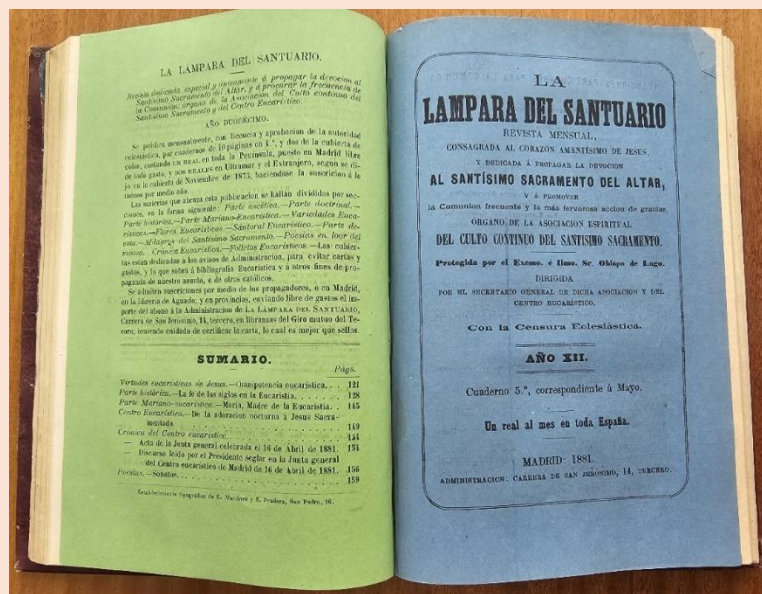 LA LÁMPARA DEL SANTUARIO.
Revista dedicada especial y únicamente á propagar la devocion al
Santísimo Sacramento del Altar, y á procurar la frecuencia de
la Comunion, órgano de la Asociacion del Culto contínuo del
Santísimo Sacramento y del Centro Eucarístico.
AÑO DUODÉCIMO.
Se publica mensualmente, con licencia y aprobacion de la autoridad
eclesiástica, por cuadernos de 40 páginas en 4.º, y dos de la cubierta de
color, costando UN REAL en toda la Península, puesto en Madrid libre
de todo gasto, y DOS REALES en Ultramar y el Extranjero, segun se di-
jo en la cubierta de Noviembre de 1875, haciéndose la suscricion á lo
ménos por medio año.
Las materias que abraza esta publicacion se hallan divididas por sec-
ciones, en la forma siguiente: Parte ascética.—Parte doctrinal.—
Parte histórica.—Parte Mariano-Eucarística.—Variedades Euca-
rísticas.—Flores Eucarísticas.—Santoral Eucarístico.—Parte de-
vota.—Milagros del Santísimo Sacramento.—Poesías en loor del
mismo. Crónica Eucarística.—Folletos Eucarísticos.—Las cubier-
tas están dedicadas á los avisos de Administracion, para evitar cartas y
gastos, y lo que sobra á bibliografía Eucarística y á otros fines de pro-
paganda de nuestro asunto, ó de otros católicos.
Se admiten suscriciones por medio de los propagadores, ó en Madrid,
en la librería de Aguado; y en provincias, enviando libre de gastos el im-
porte del abono á la Administracion de LA LÁMPARA DEL SANTUARIO,
Carrera de San Jerónimo, 14, tercero, en libranzas del Giro mutuo del Te-
soro, teniendo cuidado de certificar la carta, lo cual es mejor que sellos.
SUMARIO.
Págs.
Virtudes eucarísticas de Jesus.—Omnipotencia eucarística. . . 121
Parte histórica.—La fe de los siglos en la Eucaristía. . . . 128
Parte Mariano-eucarística.—María, Madre de la Eucaristía. . 145
Centro Eucarístico.—De la adoracion nocturna á Jesus Sacra-
mentado. . . . 149
Crónica del Centro eucarístico. . . . 154
— Acta de la Junta general celebrada el 16 de Abril de 1881. 154
— Discurso leido por el Presidente seglar en la Junta general
del Centro eucarístico de Madrid de 16 de Abril de 1881. 156
Poesías.—Sonetos. . . . 159
Establecimiento tipográfico de E. Martinez y E. Pradera, San Pedro, 16.
LA
LAMPARA DEL SANTUARIO
REVISTA MENSUAL,
CONSAGRADA AL CORAZON AMANTÍSIMO DE JESUS,
Y DEDICADA Á PROPAGAR LA DEVOCION
AL SANTÍSIMO SACRAMENTO DEL ALTAR,
Y Á PROMOVER
la Comunion frecuente y la más fervorosa accion de gracias,
ÓRGANO DE LA ASOCIACION ESPIRITUAL
DEL CULTO CONTINUO DEL SANTISIMO SACRAMENTO.
Protegida por el Excmo. é Ilmo. Sr. Obispo de Lugo.
DIRIGIDA
POR EL SECRETARIO GENERAL DE DICHA ASOCIACION Y DEL
CENTRO EUCARÍSTICO.
Con la Censura Eclesiástica.
AÑO XII.
Cuaderno 5.º, correspondiente á Mayo.
Un real al mes en toda España.
MADRID: 1881.
ADMINISTRACION: CARRERA DE SAN JERÓNIMO, 14, TERCERO.